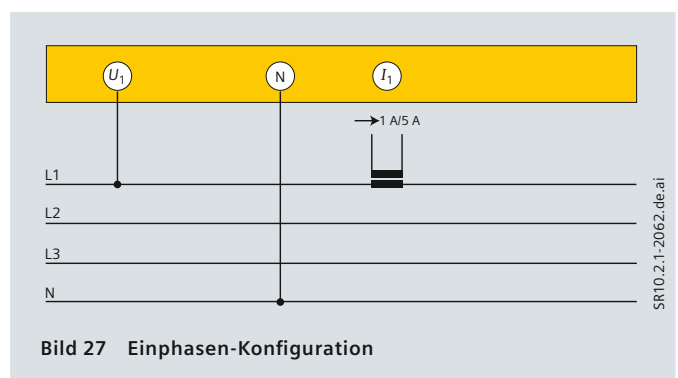 U1 N I1
1 A/5 A
L1
L2
L3
N
SR10.2.1-2062.de.ai
Bild 27 Einphasen-Konfiguration